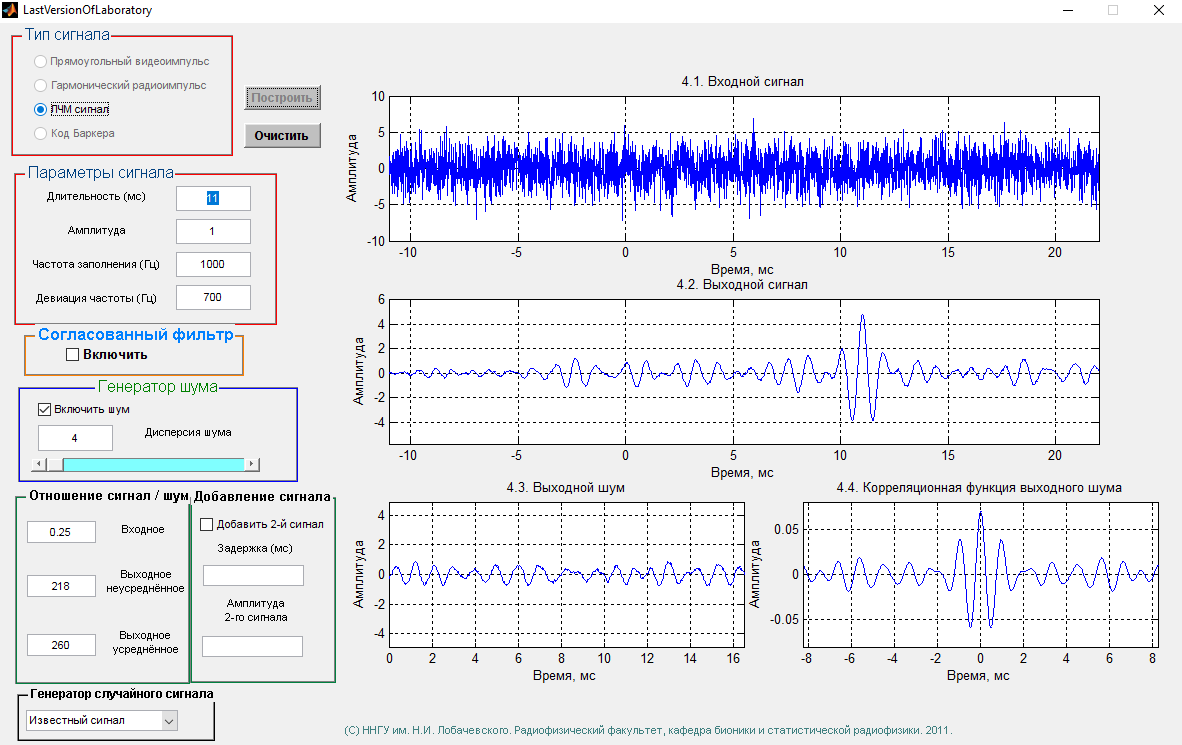 LastVersionOfLaboratory
Тип сигнала
Прямоугольный видеоимпульс
Гармонический радиоимпульс
ЛЧМ сигнал
Код Баркера
Построить
Очистить
Параметры сигнала
Длительность (мс)
11
Амплитуда
1
Частота заполнения (Гц)
1000
Девиация частоты (Гц)
700
Согласованный фильтр
Включить
Генератор шума
Включить шум
4
Дисперсия шума
Отношение сигнал / шум
0.25
Входное
218
Выходное
неусреднённое
260
Выходное
усреднённое
Добавление сигнала
Добавить 2-й сигнал
Задержка (мс)
Амплитуда
2-го сигнала
Генератор случайного сигнала
Известный сигнал
4.1. Входной сигнал
Амплитуда
10
5
0
-5
-10
-10 -5 0 5 10 15 20
Время, мс
4.2. Выходной сигнал
Амплитуда
6
4
2
0
-2
-4
-10 -5 0 5 10 15 20
Время, мс
4.3. Выходной шум
Амплитуда
4
2
0
-2
-4
0 2 4 6 8 10 12 14 16
Время, мс
4.4. Корреляционная функция выходного шума
Амплитуда
0.05
0
-0.05
-8 -6 -4 -2 0 2 4 6 8
Время, мс
(C) ННГУ им. Н.И. Лобачевского. Радиофизический факультет, кафедра бионики и статистической радиофизики. 2011.